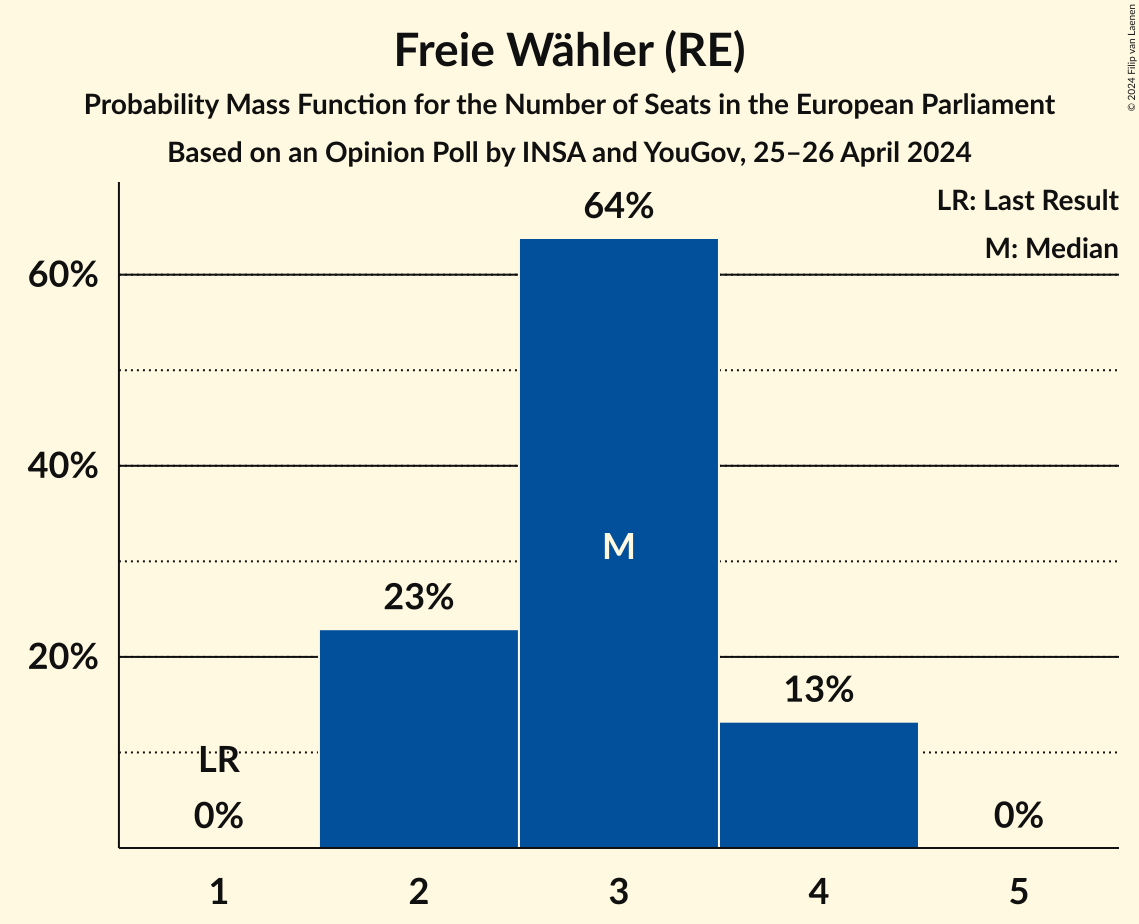 Freie Wähler (RE)
Probability Mass Function for the Number of Seats in the European Parliament
Based on an Opinion Poll by INSA and YouGov, 25–26 April 2024
© 2024 Filip van Laenen
LR: Last Result
M: Median
60%
40%
20%
64%
M
23%
13%
LR
0%
0%
1
2
3
4
5